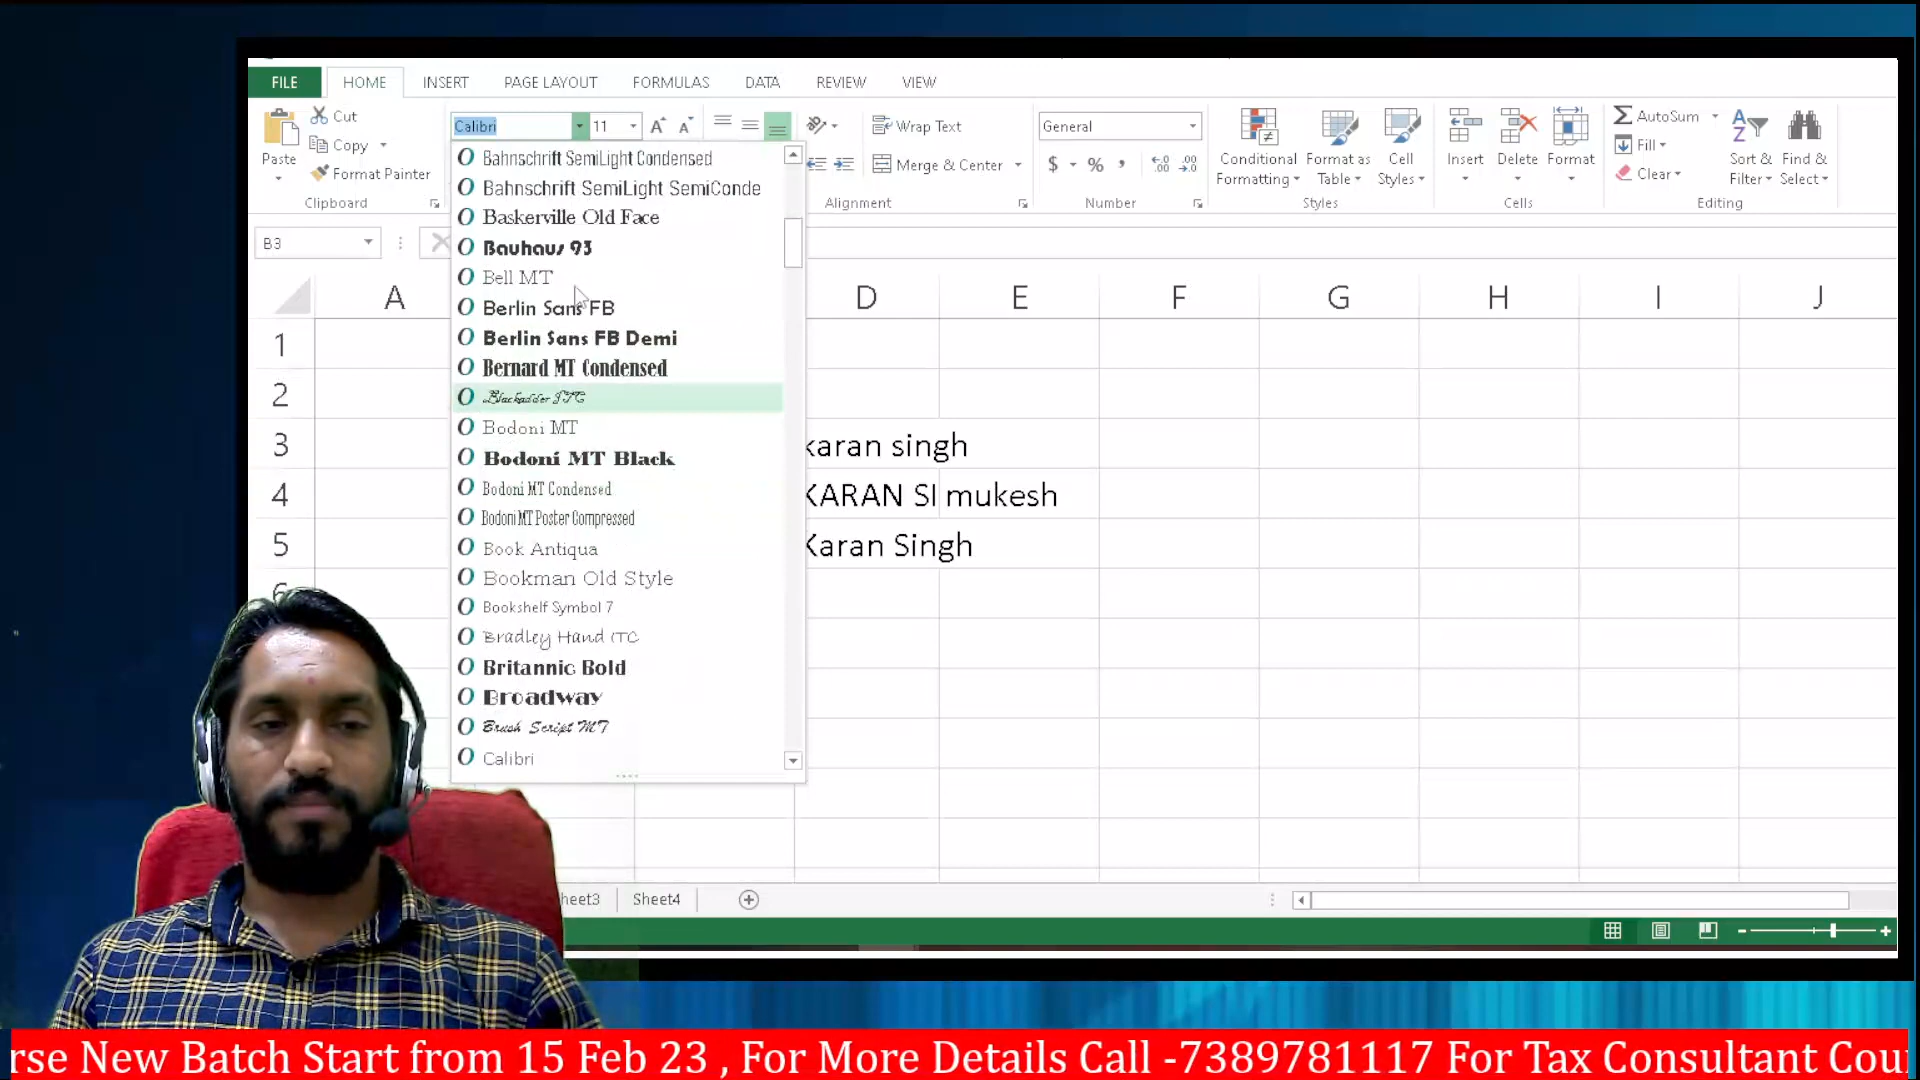 FILE HOME INSERT PAGE LAYOUT FORMULAS DATA REVIEW VIEW
Paste
Cut
Copy
Format Painter
Clipboard
Calibri 11
Wrap Text
Merge & Center
Alignment
General
$ % ,
Number
Conditional Formatting
Format as Table
Cell Styles
Styles
Insert
Delete
Format
Cells
AutoSum
Fill
Clear
Sort & Filter
Find & Select
Editing
B3
Bahnschrift SemiLight Condensed
Bahnschrift SemiLight SemiConde
Baskerville Old Face
Bauhaus 93
Bell MT
Berlin Sans FB
Berlin Sans FB Demi
Bernard MT Condensed
Blackadder ITC
Bodoni MT
Bodoni MT Black
Bodoni MT Condensed
Bodoni MT Poster Compressed
Book Antiqua
Bookman Old Style
Bookshelf Symbol 7
Bradley Hand ITC
Britannic Bold
Broadway
Brush Script MT
Calibri
A D E F G H I J
1
2
3 karan singh
4 KARAN SI mukesh
5 Karan Singh
heet3 Sheet4
rse New Batch Start from 15 Feb 23 , For More Details Call -7389781117 For Tax Consultant Cou